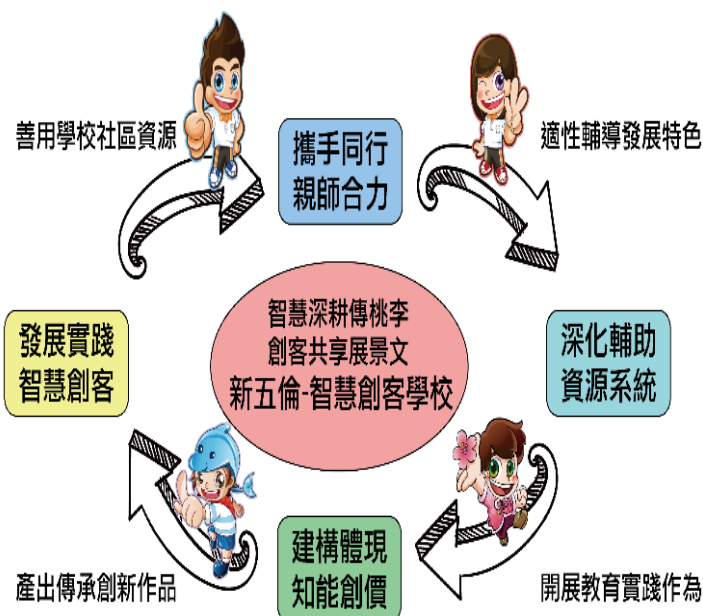 善用學校社區資源
攜手同行
親師合力
適性輔導發展特色
發展實踐
智慧創客
智慧深耕傳桃李
創客共享展景文
新五倫-智慧創客學校
深化輔助
資源系統
產出傳承創新作品
建構體現
知能創價
開展教育實踐作為